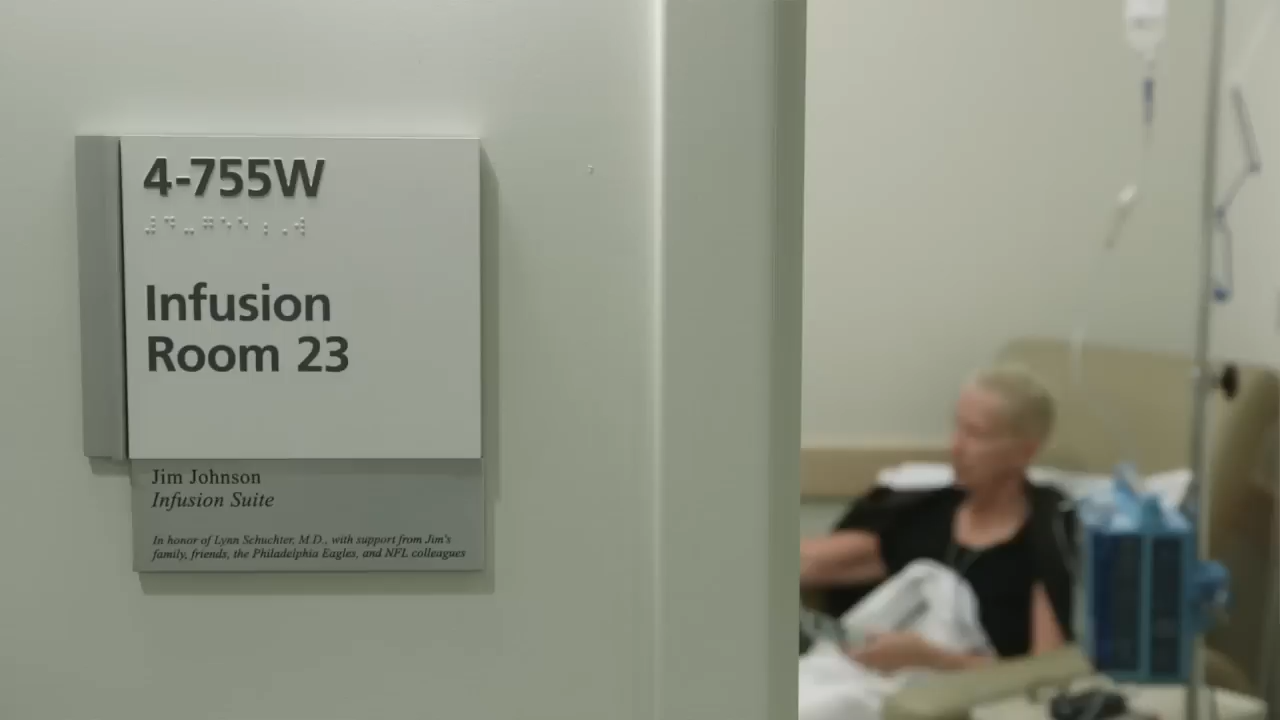 4-755W
Infusion
Room 23
Jim Johnson
Infusion Suite
In honor of Lynn Schuchter, M.D., with support from Jim's
family, friends, the Philadelphia Eagles, and NFL colleagues